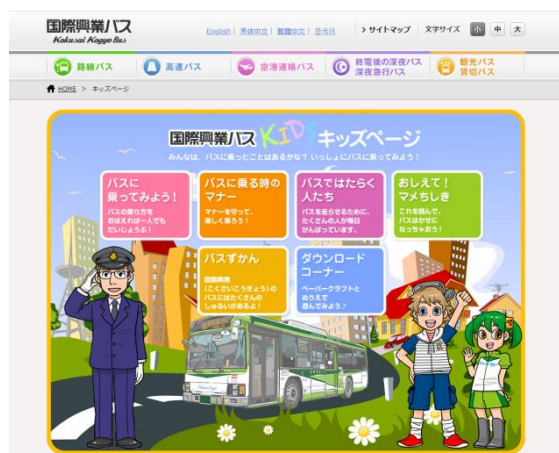 国際興業バス
Kokusai Kogyo Bus
English | 简体中文 | 繁體中文 | 한국어
サイトマップ
文字サイズ 小 中 大
路線バス
高速バス
空港連絡バス
終電後の深夜バス
深夜急行バス
観光バス
貸切バス
HOME > キッズページ
国際興業バス KIDS キッズページ
みんなは、バスに乗ったことはあるかな？いっしょにバスに乗ってみよう！
バスに
乗ってみよう！
バスの乗り方を
おぼえれば一人でも
だいじょうぶ！
バスに乗る時の
マナー
マナーを守って、
楽しく乗ろう！
バスではたらく
人たち
バスを走らせるために、
たくさんの人が毎日
がんばっています。
おしえて！
マメちしき
これを読んで、
バスはかせに
なっちゃおう！
バスずかん
国際興業
(こくさいこうぎょう)の
バスにはたくさんの
しゅるいがあるよ！
ダウンロード
コーナー
ペーパークラフトと
ぬりえで
遊んでみよう♪